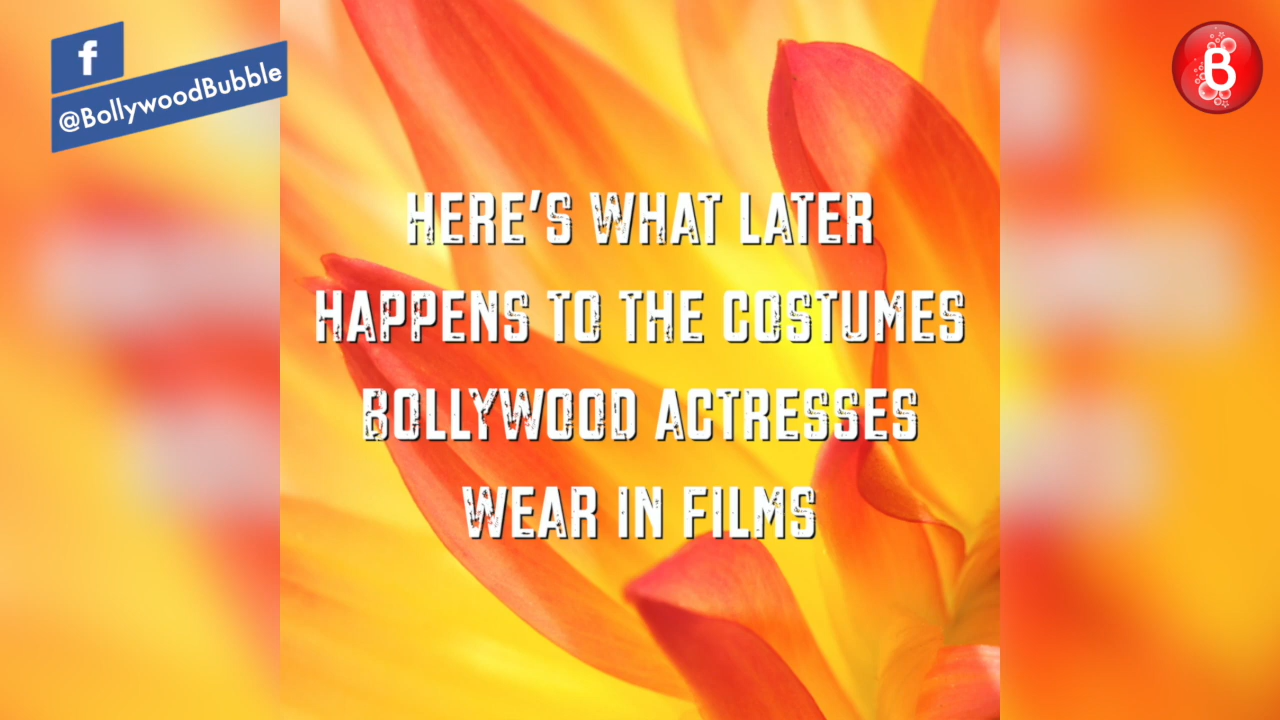 f
@BollywoodBubble
B
HERE'S WHAT LATER
HAPPENS TO THE COSTUMES
BOLLYWOOD ACTRESSES
WEAR IN FILMS